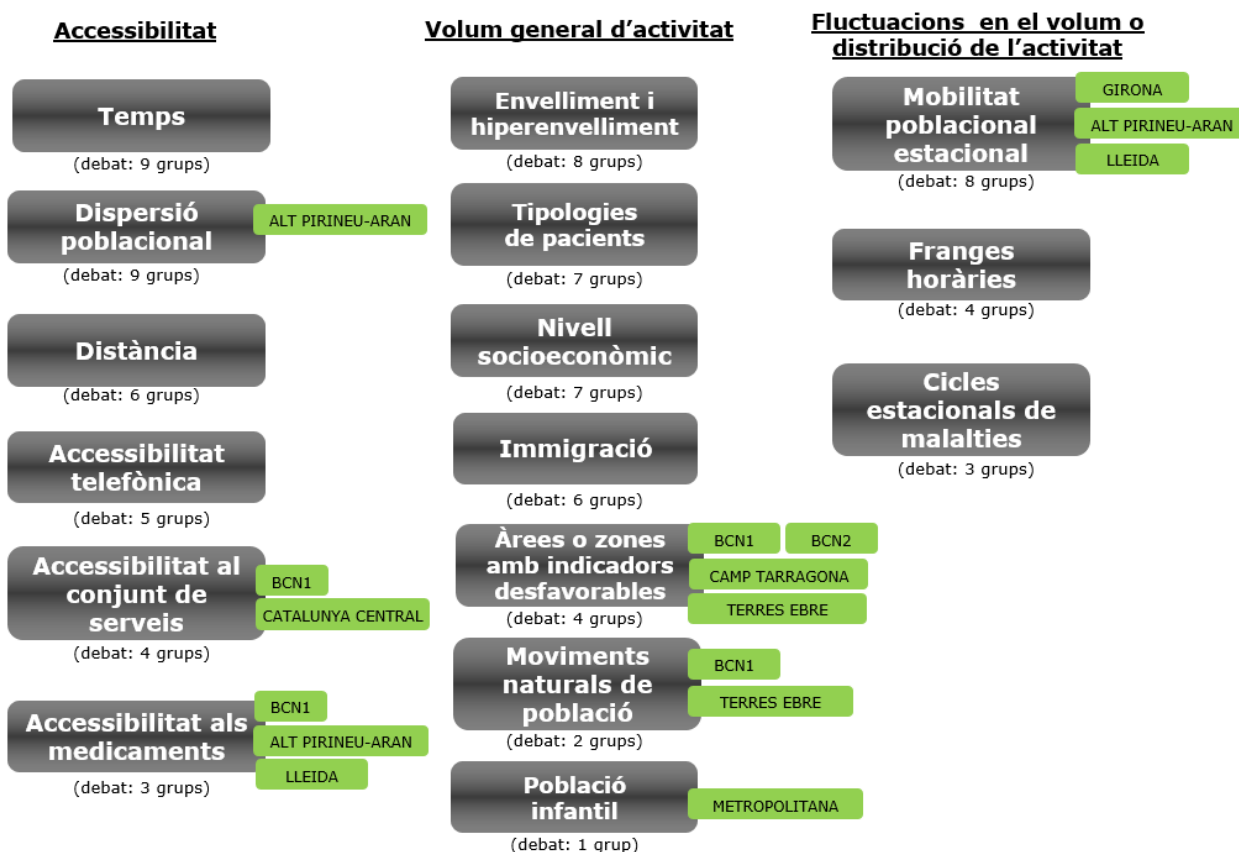 Accessibilitat
Temps
(debat: 9 grups)
Dispersió
poblacional
ALT PIRINEU-ARAN
(debat: 9 grups)
Distància
(debat: 6 grups)
Accessibilitat
telefònica
(debat: 5 grups)
Accessibilitat al
conjunt de
serveis
BCN1
CATALUNYA CENTRAL
(debat: 4 grups)
Accessibilitat als
medicaments
BCN1
ALT PIRINEU-ARAN
LLEIDA
(debat: 3 grups)
Volum general d’activitat
Envelliment i
hiperenvelliment
(debat: 8 grups)
Tipologies
de pacients
(debat: 7 grups)
Nivell
socioeconòmic
(debat: 7 grups)
Immigració
(debat: 6 grups)
Àrees o zones
amb indicadors
desfavorables
BCN1 BCN2
CAMP TARRAGONA
TERRES EBRE
(debat: 4 grups)
Moviments
naturals de
població
BCN1
TERRES EBRE
(debat: 2 grups)
Població
infantil
METROPOLITANA
(debat: 1 grup)
Fluctuacions en el volum o
distribució de l’activitat
Mobilitat
poblacional
estacional
GIRONA
ALT PIRINEU-ARAN
LLEIDA
(debat: 8 grups)
Franges
horàries
(debat: 4 grups)
Cicles
estacionals de
malalties
(debat: 3 grups)